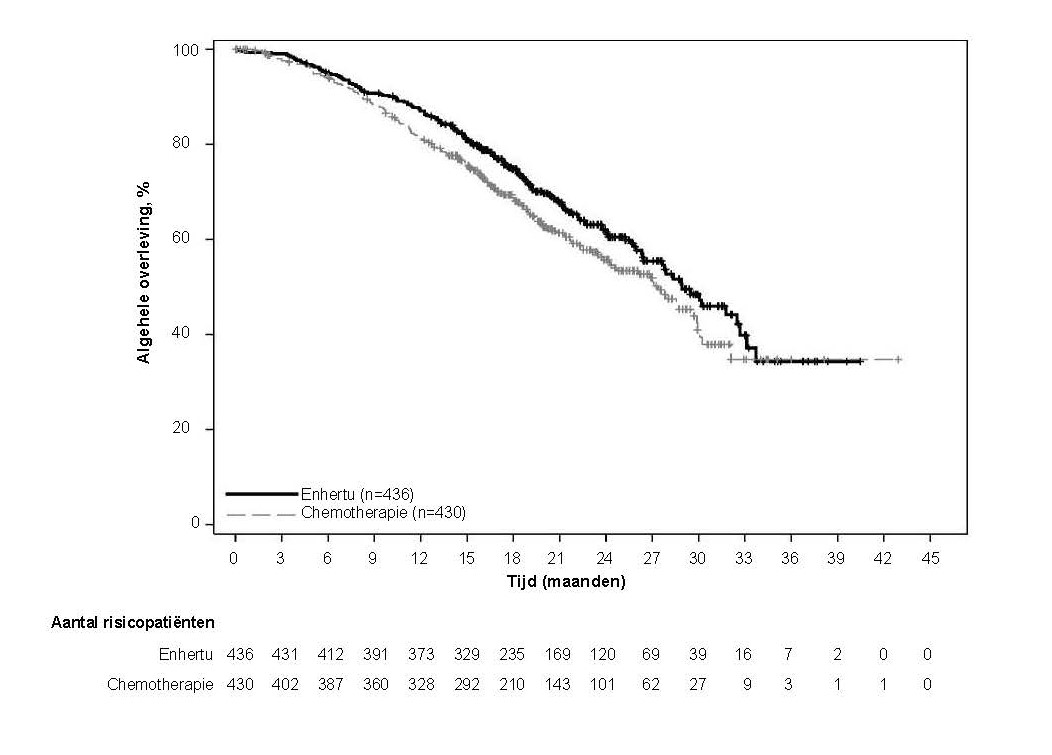 100
80
60
40
20
0
Algehele overleving, %
Enhertu (n=436)
Chemotherapie (n=430)
0 3 6 9 12 15 18 21 24 27 30 33 36 39 42 45
Tijd (maanden)
Aantal risicopatiënten
Enhertu 436 431 412 391 373 329 235 169 120 69 39 16 7 2 0 0
Chemotherapie 430 402 387 360 328 292 210 143 101 62 27 9 3 1 1 0